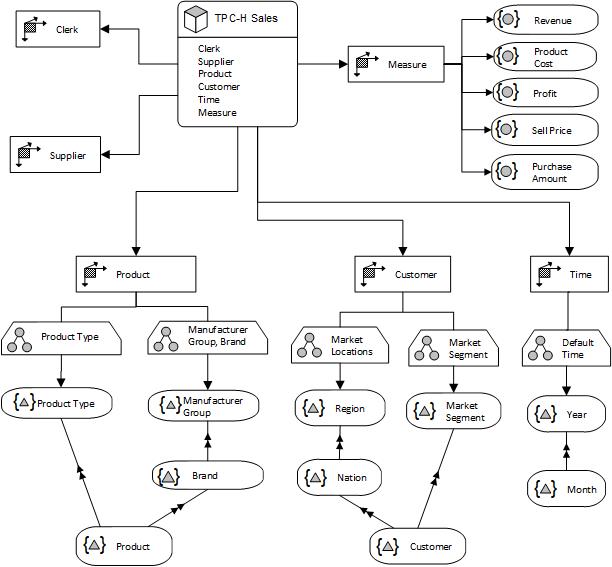 TPC-H Sales
Clerk
Supplier
Product
Customer
Time
Measure
Clerk
Supplier
Measure
Revenue
Product
Cost
Profit
Sell Price
Purchase
Amount
Product
Customer
Time
Product Type
Manufacturer
Group, Brand
Market
Locations
Market
Segment
Default
Time
Product Type
Manufacturer
Group
Region
Market
Segment
Year
Brand
Nation
Month
Product
Customer